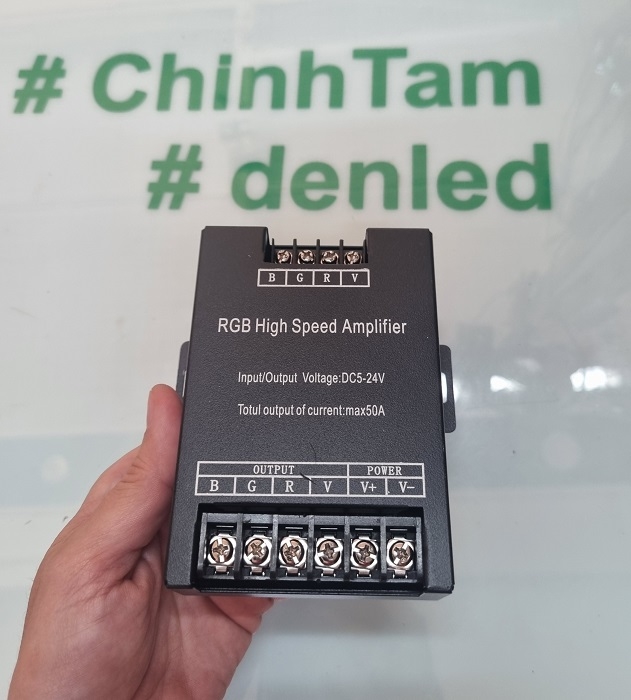 # ChinhTam
# denled
B G R V
RGB High Speed Amplifier
Input/Output Voltage:DC5-24V
Totul output of current:max50A
OUTPUT POWER
B G R V V+ V-